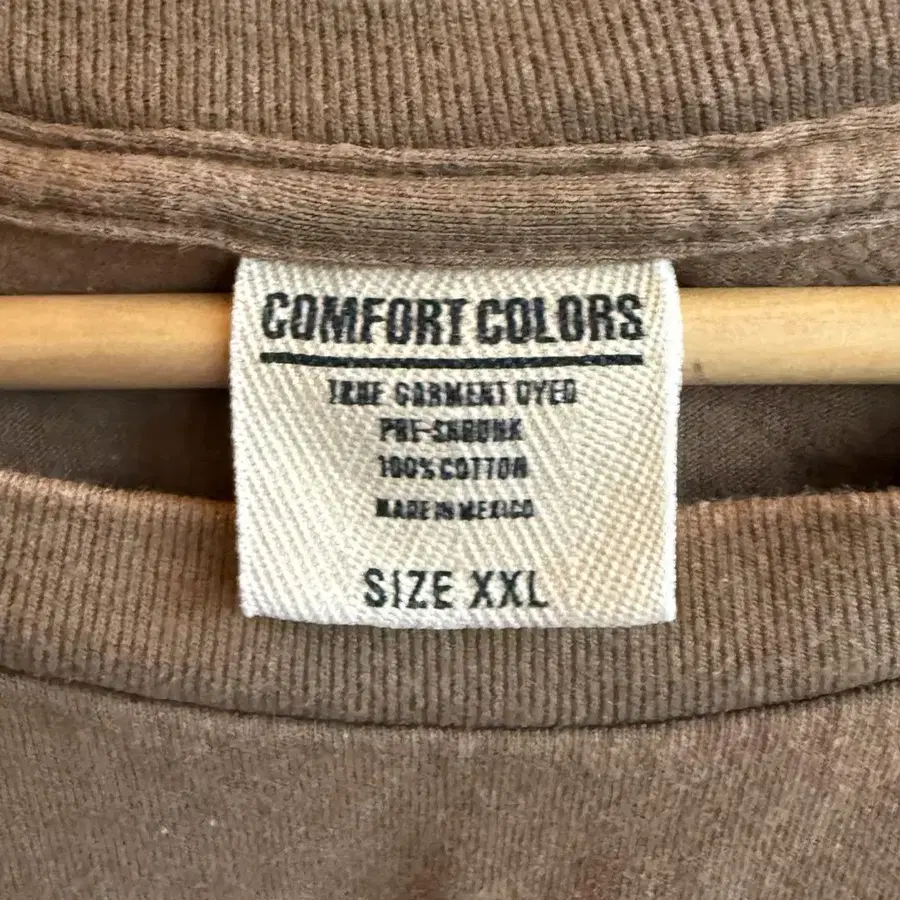 COMFORT COLORS
TRUE GARMENT DYED
PRE-SHRUNK
100% COTTON
MADE IN MEXICO
SIZE XXL